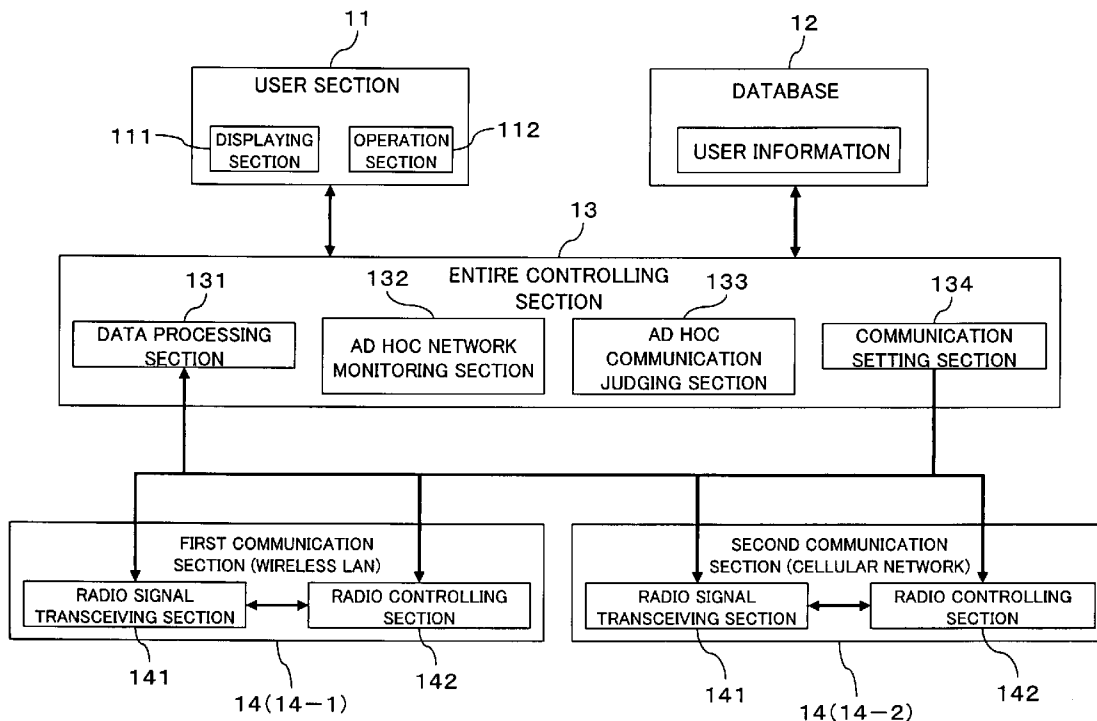 11
12
USER SECTION
DATABASE
111
DISPLAYING
SECTION
OPERATION
SECTION
112
USER INFORMATION
13
ENTIRE CONTROLLING
SECTION
131
132
133
134
DATA PROCESSING
SECTION
AD HOC NETWORK
MONITORING SECTION
AD HOC
COMMUNICATION
JUDGING SECTION
COMMUNICATION
SETTING SECTION
FIRST COMMUNICATION
SECTION (WIRELESS LAN)
RADIO SIGNAL
TRANSCEIVING SECTION
RADIO CONTROLLING
SECTION
141
142
14(14-1)
SECOND COMMUNICATION
SECTION (CELLULAR NETWORK)
RADIO SIGNAL
TRANSCEIVING SECTION
RADIO CONTROLLING
SECTION
141
142
14(14-2)